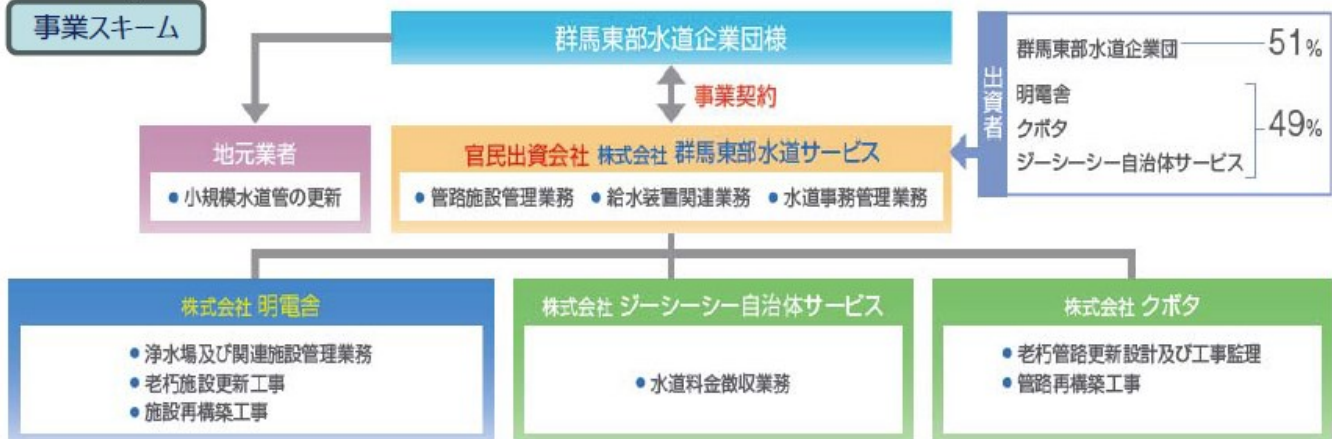 事業スキーム
群馬東部水道企業団様
事業契約
出資者
群馬東部水道企業団 51%
明電舎
クボタ
ジーシーシー自治体サービス
49%
地元業者
●小規模水道管の更新
官民出資会社 株式会社 群馬東部水道サービス
●管路施設管理業務 ●給水装置関連業務 ●水道事務管理業務
株式会社 明電舎
●浄水場及び関連施設管理業務
●老朽施設更新工事
●施設再構築工事
株式会社 ジーシーシー自治体サービス
●水道料金徴収業務
株式会社 クボタ
●老朽管路更新設計及び工事監理
●管路再構築工事